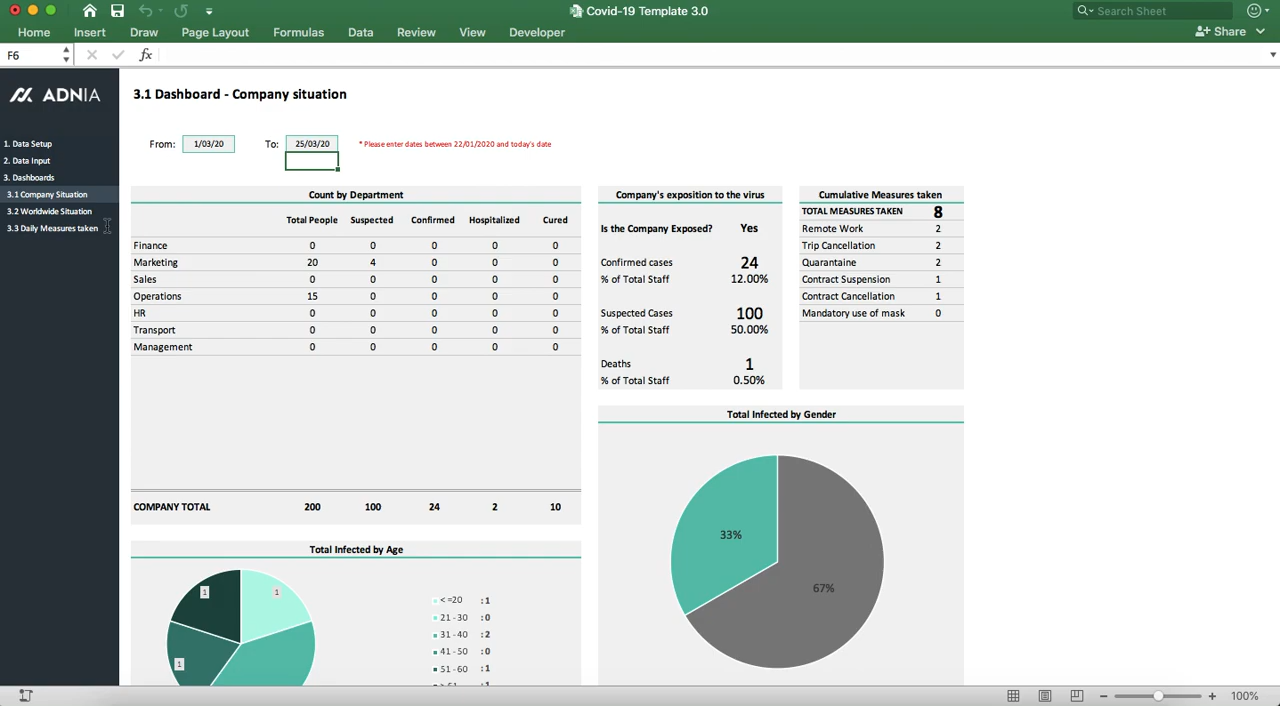 Covid-19 Template 3.0
Search Sheet
Home Insert Draw Page Layout Formulas Data Review View Developer
Share
F6
fx
ADNIA
3.1 Dashboard - Company situation
From: 1/03/20 To: 25/03/20 * Please enter dates between 22/01/2020 and today's date
1. Data Setup
2. Data Input
3. Dashboards
3.1 Company Situation
3.2 Worldwide Situation
3.3 Daily Measures taken
Count by Department
Total People Suspected Confirmed Hospitalized Cured
Finance 0 0 0 0 0
Marketing 20 4 0 0 0
Sales 0 0 0 0 0
Operations 15 0 0 0 0
HR 0 0 0 0 0
Transport 0 0 0 0 0
Management 0 0 0 0 0
COMPANY TOTAL 200 100 24 2 10
Company's exposition to the virus
Is the Company Exposed? Yes
Confirmed cases 24
% of Total Staff 12.00%
Suspected Cases 100
% of Total Staff 50.00%
Deaths 1
% of Total Staff 0.50%
Cumulative Measures taken
TOTAL MEASURES TAKEN 8
Remote Work 2
Trip Cancellation 2
Quarantaine 2
Contract Suspension 1
Contract Cancellation 1
Mandatory use of mask 0
Total Infected by Gender
33%
67%
Total Infected by Age
1
1
1
<=20 :1
21-30 :0
31-40 :2
41-50 :0
51-60 :1
100%